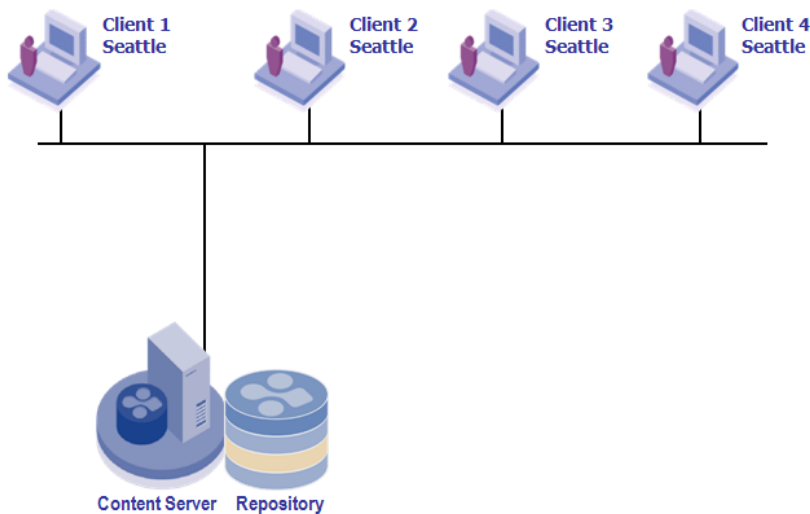 Client 1
Seattle
Client 2
Seattle
Client 3
Seattle
Client 4
Seattle
Content Server
Repository